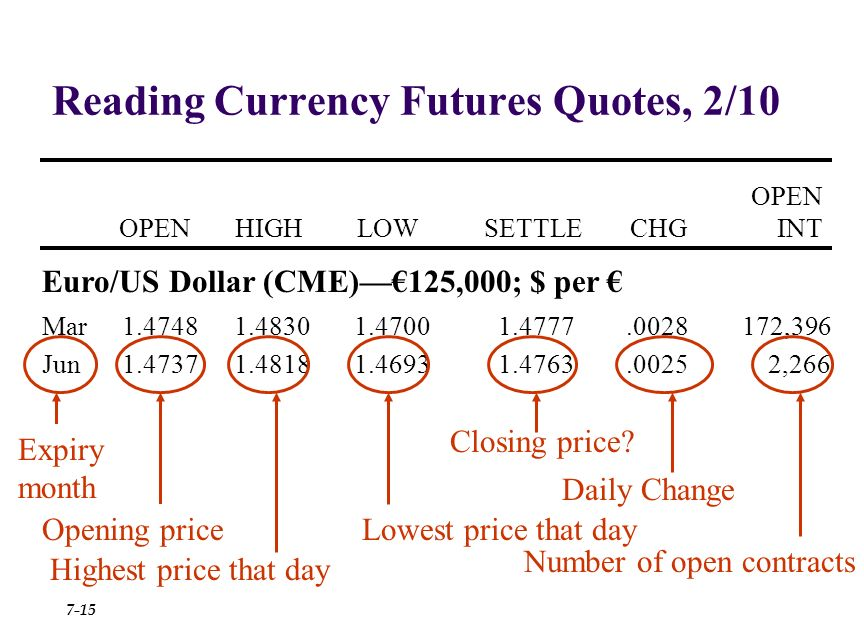 Reading Currency Futures Quotes, 2/10
OPEN
OPEN HIGH LOW SETTLE CHG INT
Euro/US Dollar (CME)—€125,000; $ per €
Mar 1.4748 1.4830 1.4700 1.4777 .0028 172,396
Jun 1.4737 1.4818 1.4693 1.4763 .0025 2,266
Closing price?
Expiry
month
Daily Change
Opening price Lowest price that day
Number of open contracts
Highest price that day
7-15